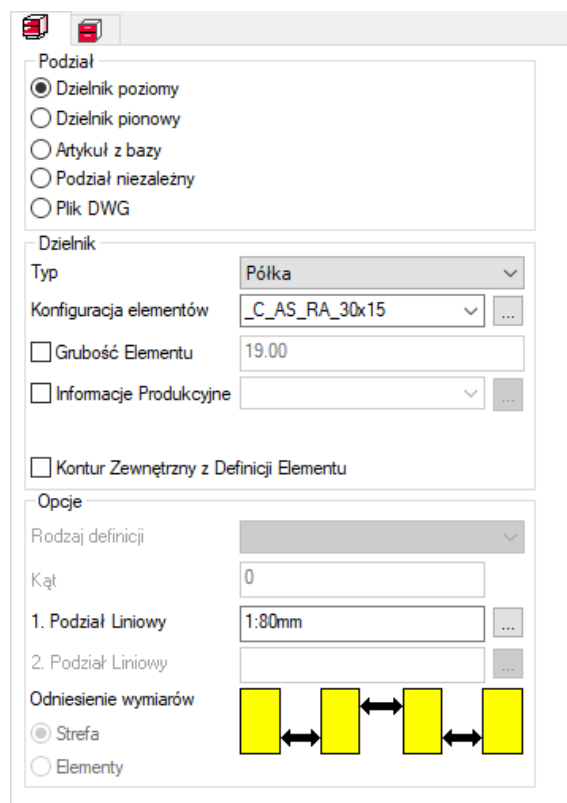 Podział
Dzielnik poziomy
Dzielnik pionowy
Artykuł z bazy
Podział niezależny
Plik DWG
Dzielnik
Typ Półka
Konfiguracja elementów _C_AS_RA_30x15 ...
Grubość Elementu 19.00
Informacje Produkcyjne ...
Kontur Zewnętrzny z Definicji Elementu
Opcje
Rodzaj definicji
Kąt 0
1. Podział Liniowy 1:80mm ...
2. Podział Liniowy ...
Odniesienie wymiarów
Strefa
Elementy